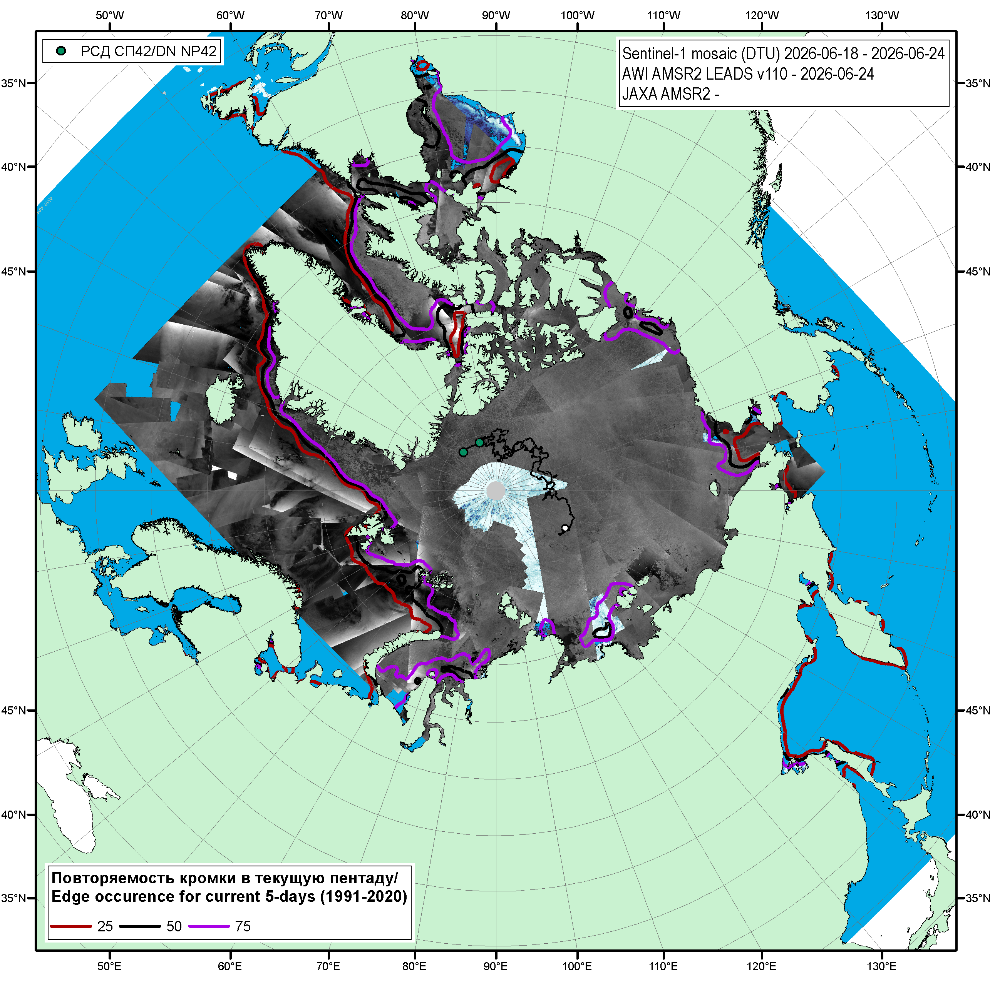 50°W 60°W 70°W 80°W 90°W 100°W 110°W 120°W 130°W
РСД СП42/DN NP42
Sentinel-1 mosaic (DTU) 2026-06-18 - 2026-06-24
AWI AMSR2 LEADS v110 - 2026-06-24
JAXA AMSR2 -
35°N 35°N
40°N 40°N
45°N 45°N
45°N 45°N
40°N 40°N
35°N 35°N
Повторяемость кромки в текущую пентаду/
Edge occurence for current 5-days (1991-2020)
25 50 75
50°E 60°E 70°E 80°E 90°E 100°E 110°E 120°E 130°E